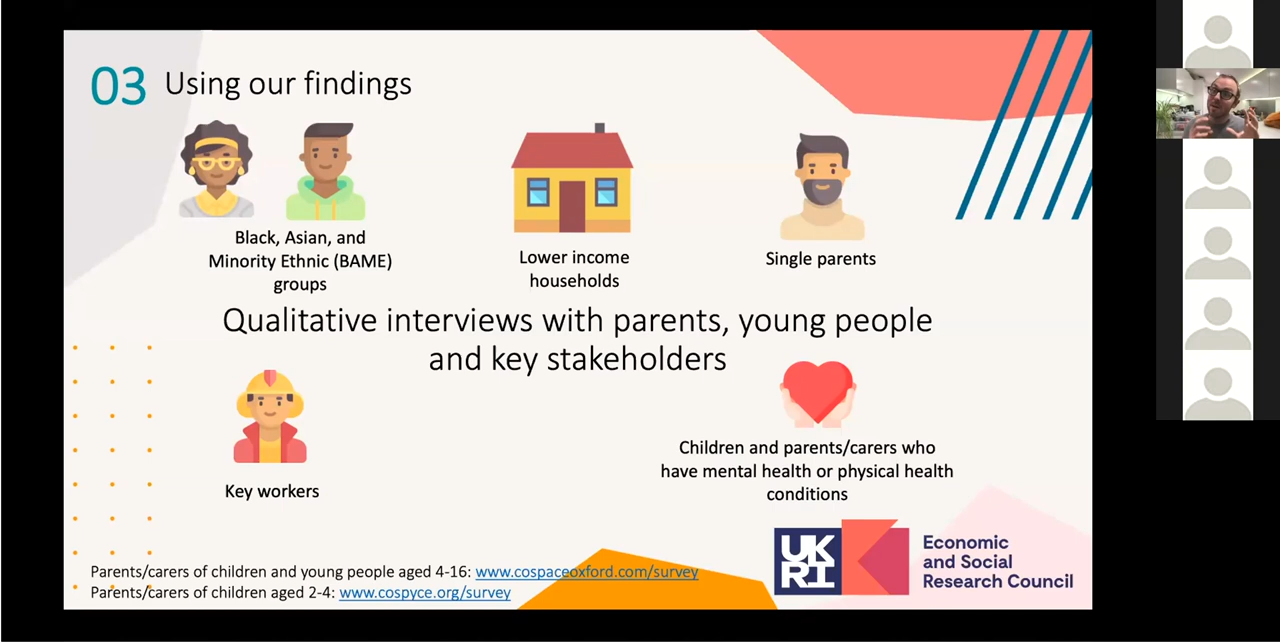 03 Using our findings
Black, Asian, and
Minority Ethnic (BAME)
groups
Lower income
households
Single parents
Qualitative interviews with parents, young people
and key stakeholders
Key workers
Children and parents/carers who
have mental health or physical health
conditions
Parents/carers of children and young people aged 4-16: www.cospaceoxford.com/survey
Parents/carers of children aged 2-4: www.cospyce.org/survey
UK
RI
Economic
and Social
Research Council